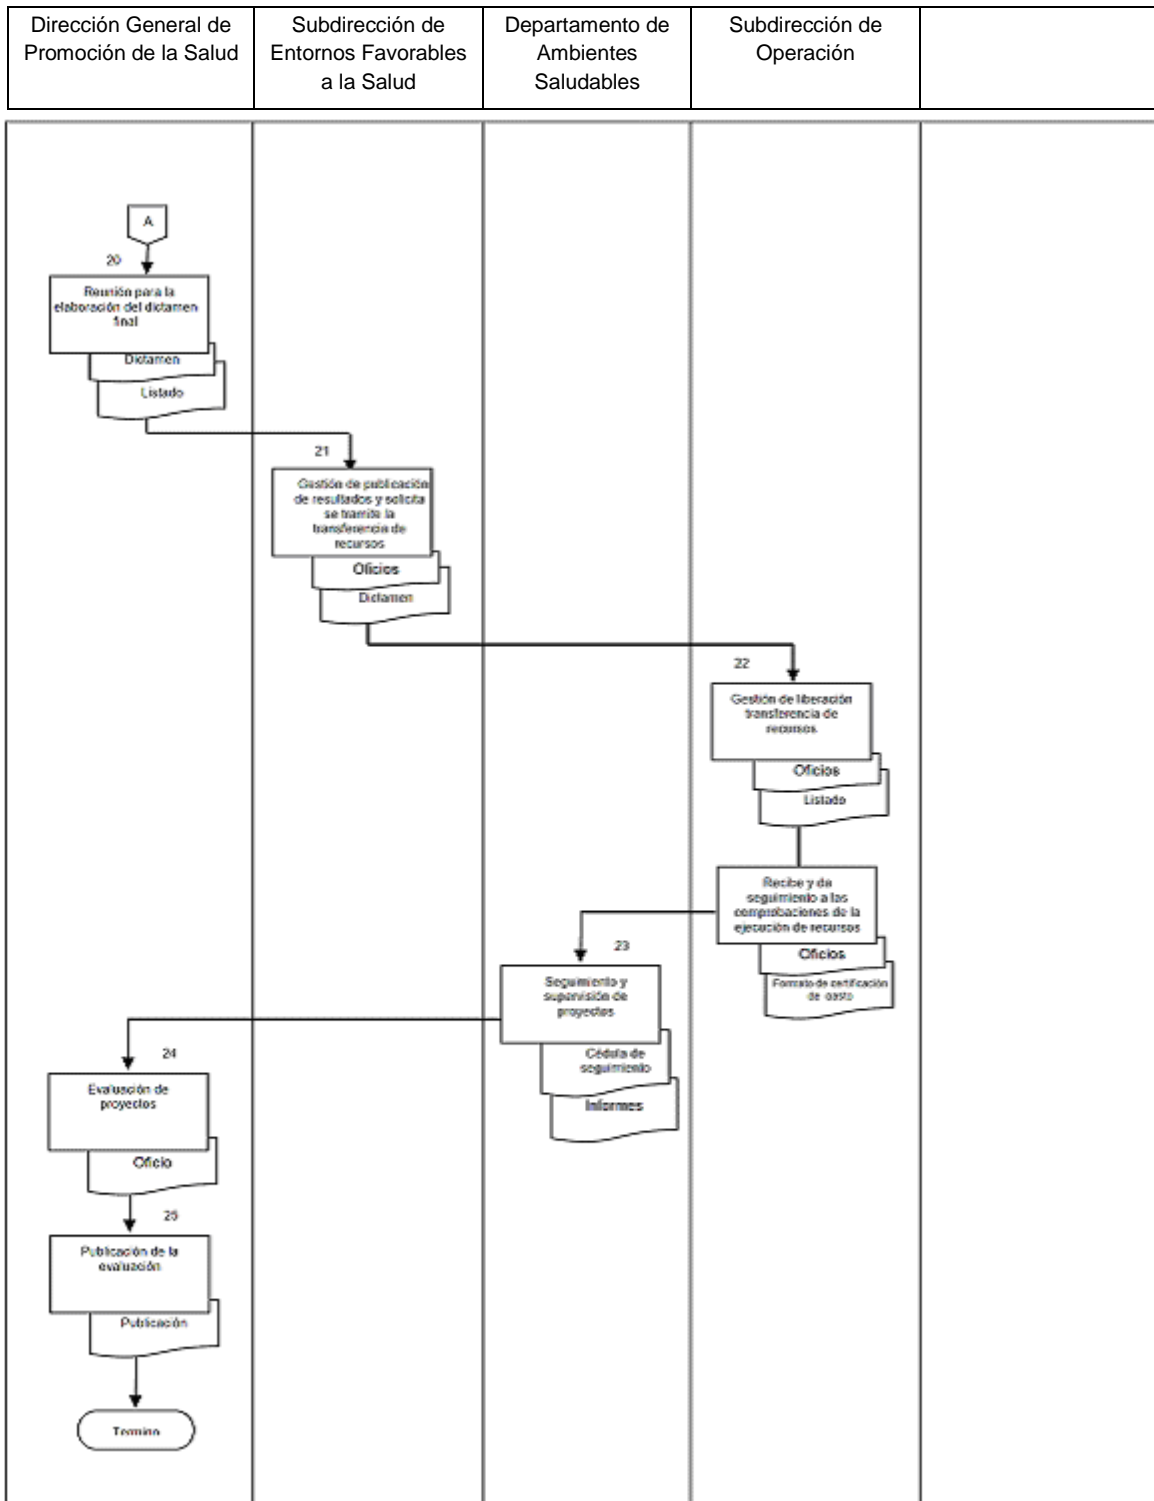 Dirección General de
Promoción de la Salud
Subdirección de
Entornos Favorables
a la Salud
Departamento de
Ambientes
Saludables
Subdirección de
Operación
A
20
Reunión para la
elaboración del dictamen
final
Dictamen
Listado
21
Gestión de publicación
de resultados y solicita
se tramite la
transferencia de
recursos
Oficios
Dictamen
22
Gestión de liberación
transferencia de
recursos
Oficios
Listado
Recibe y da
seguimiento a las
comprobaciones de la
ejecución de recursos
Oficios
Formato de certificación
de gasto
23
Seguimiento y
supervisión de
proyectos
Cédula de
seguimiento
Informes
24
Evaluación de
proyectos
Oficio
25
Publicación de la
evaluación
Publicación
Termino